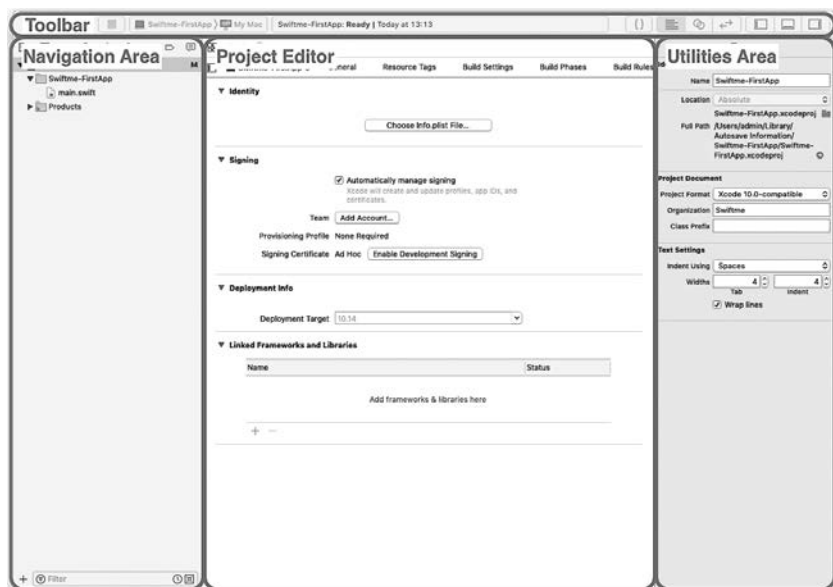 Toolbar
Swiftme-FirstApp
My Mac
Swiftme-FirstApp: Ready | Today at 13:13
Navigation Area
M
Swiftme-FirstApp
main.swift
Products
Filter
Project Editor
General
Resource Tags
Build Settings
Build Phases
Build Rules
Identity
Choose Info.plist File...
Signing
Automatically manage signing
Xcode will create and update profiles, app IDs, and
certificates.
Team Add Account...
Provisioning Profile None Required
Signing Certificate Ad Hoc Enable Development Signing
Deployment Info
Deployment Target 10.14
Linked Frameworks and Libraries
Name Status
Add frameworks & libraries here
Utilities Area
Name Swiftme-FirstApp
Location Absolute
Swiftme-FirstApp.xcodeproj
Full Path /Users/admin/Library/
Autosave Information/
Swiftme-FirstApp/Swiftme-
FirstApp.xcodeproj
Project Document
Project Format Xcode 10.0-compatible
Organization Swiftme
Class Prefix
Text Settings
Indent Using Spaces
Widths 4 4
Tab Indent
Wrap lines